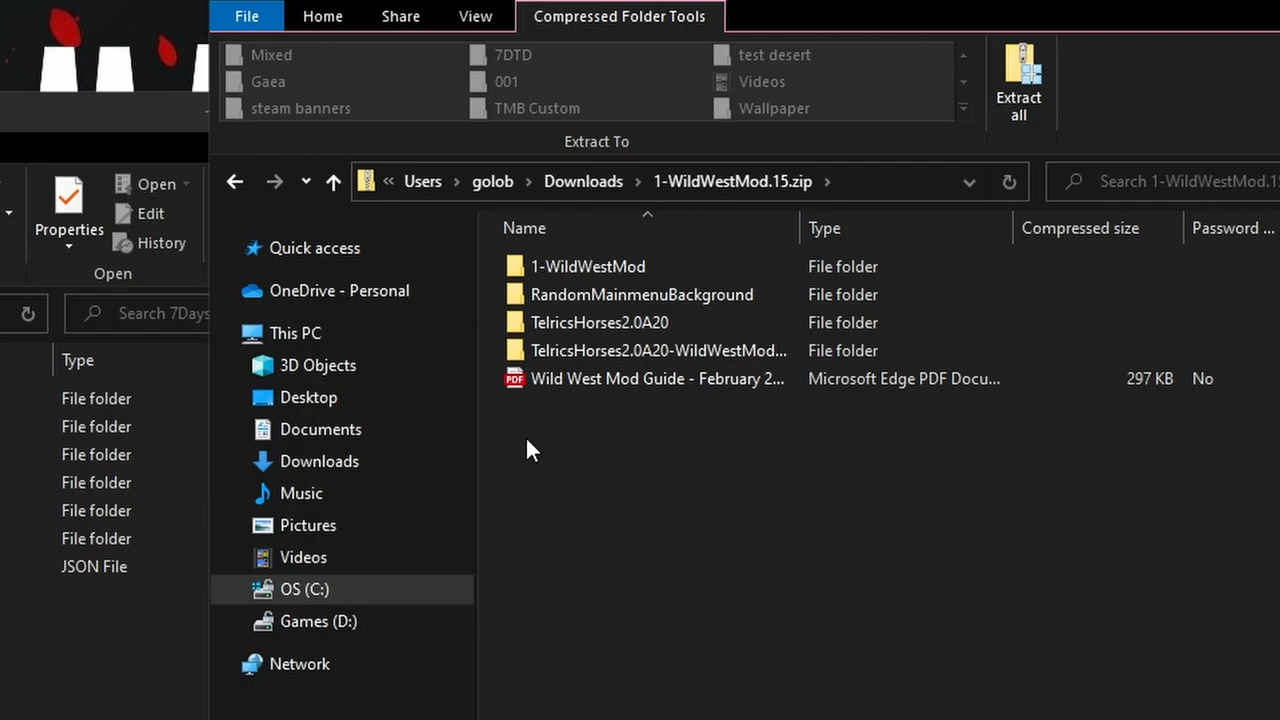 File Home Share View Compressed Folder Tools
Mixed 7DTD test desert
Gaea 001 Videos
steam banners TMB Custom Wallpaper
Extract all
Extract To
Properties
Open
Edit
History
Open
« Users > golob > Downloads > 1-WildWestMod.15.zip >
Search 1-WildWestMod.15
Search 7Days
Type
File folder
File folder
File folder
File folder
File folder
File folder
JSON File
Quick access
OneDrive - Personal
This PC
3D Objects
Desktop
Documents
Downloads
Music
Pictures
Videos
OS (C:)
Games (D:)
Network
Name Type Compressed size Password ...
1-WildWestMod File folder
RandomMainmenuBackground File folder
TelricsHorses2.0A20 File folder
TelricsHorses2.0A20-WildWestMod... File folder
PDF Wild West Mod Guide - February 2... Microsoft Edge PDF Docu... 297 KB No